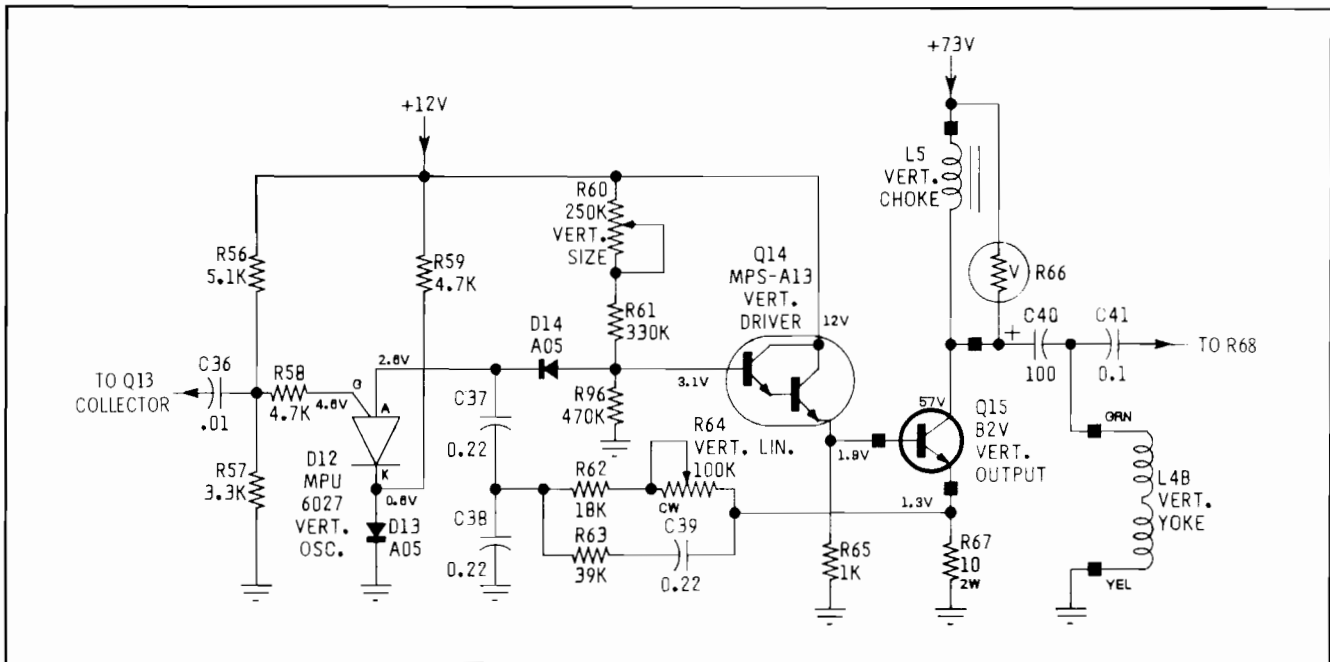 +73V
+12V
L5
VERT.
CHOKE
R60
250K
VERT.
SIZE
R56
5.1K
R59
4.7K
Q14
MPS-A13
VERT.
DRIVER
V
R66
R61
330K
D14
A05
12V
+
C40
100
C41
0.1
TO R68
2.6V
3.1V
TO Q13
COLLECTOR
C36
.01
R58
4.7K
4.6V
G
A
K
C37
0.22
R96
470K
R64
VERT. LIN.
100K
57V
Q15
B2V
VERT.
OUTPUT
1.9V
GRN
L4B
VERT.
YOKE
YEL
R57
3.3K
D12
MPU
6027
VERT.
OSC.
0.6V
D13
A05
R62
18K
CW
C39
0.22
1.3V
C38
0.22
R63
39K
R65
1K
R67
10
2W